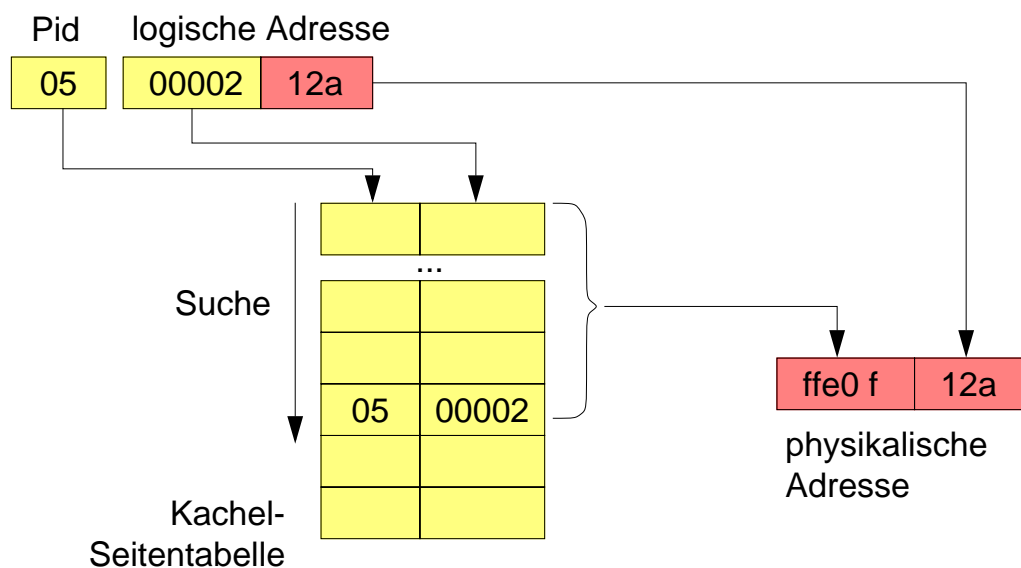 Pid logische Adresse
05 00002 12a
...
Suche
05 00002
ffe0 f 12a
physikalische
Adresse
Kachel-
Seitentabelle